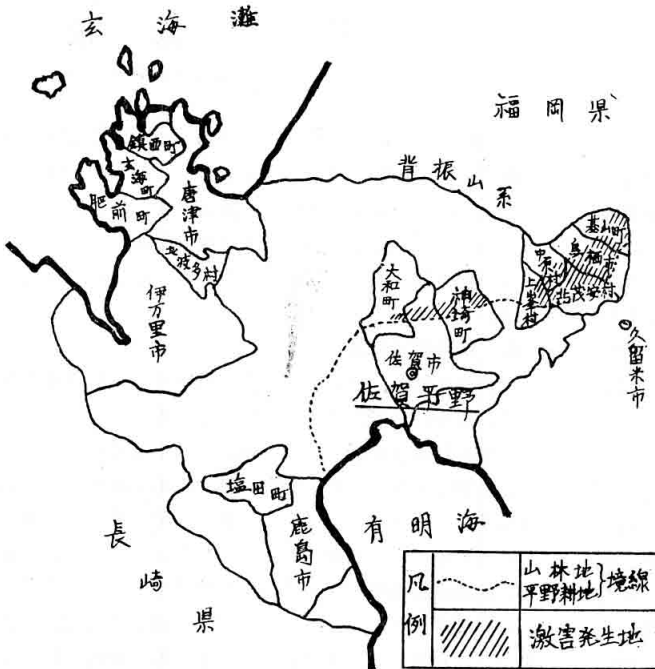 玄海灘
福岡県
背振山系
鎮西町
玄海町
肥前町
唐津市
北波多村
伊万里市
大和町
神埼町
佐賀市
佐賀平野
中原村
上峯村
基山町
鳥栖市
北茂安村
久留米市
塩田町
鹿島市
有明海
長崎県
凡例
山林地
平野耕地}境線
激害発生地